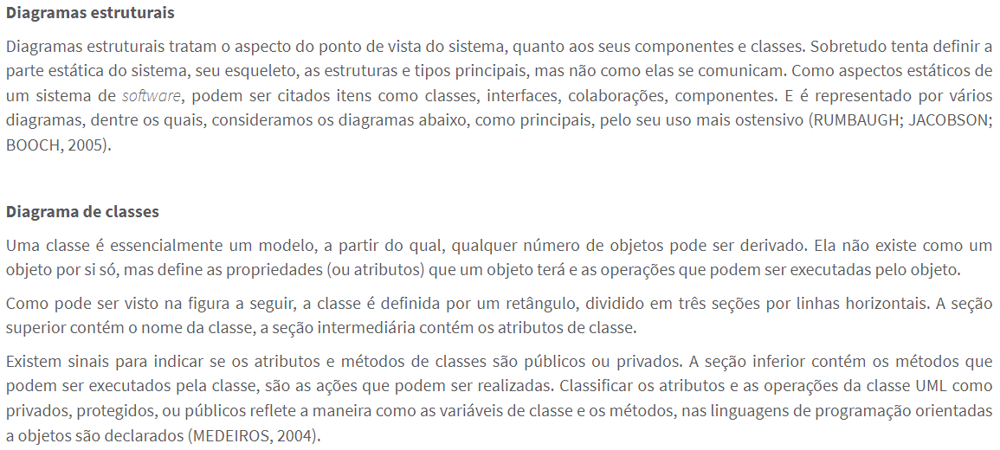 Diagramas estruturais
Diagramas estruturais tratam o aspecto do ponto de vista do sistema, quanto aos seus componentes e classes. Sobretudo tenta definir a
parte estática do sistema, seu esqueleto, as estruturas e tipos principais, mas não como elas se comunicam. Como aspectos estáticos de
um sistema de software, podem ser citados itens como classes, interfaces, colaborações, componentes. E é representado por vários
diagramas, dentre os quais, consideramos os diagramas abaixo, como principais, pelo seu uso mais ostensivo (RUMBAUGH; JACOBSON;
BOOCH, 2005).
Diagrama de classes
Uma classe é essencialmente um modelo, a partir do qual, qualquer número de objetos pode ser derivado. Ela não existe como um
objeto por si só, mas define as propriedades (ou atributos) que um objeto terá e as operações que podem ser executadas pelo objeto.
Como pode ser visto na figura a seguir, a classe é definida por um retângulo, dividido em três seções por linhas horizontais. A seção
superior contém o nome da classe, a seção intermediária contém os atributos de classe.
Existem sinais para indicar se os atributos e métodos de classes são públicos ou privados. A seção inferior contém os métodos que
podem ser executados pela classe, são as ações que podem ser realizadas. Classificar os atributos e as operações da classe UML como
privados, protegidos, ou públicos reflete a maneira como as variáveis de classe e os métodos, nas linguagens de programação orientadas
a objetos são declarados (MEDEIROS, 2004).